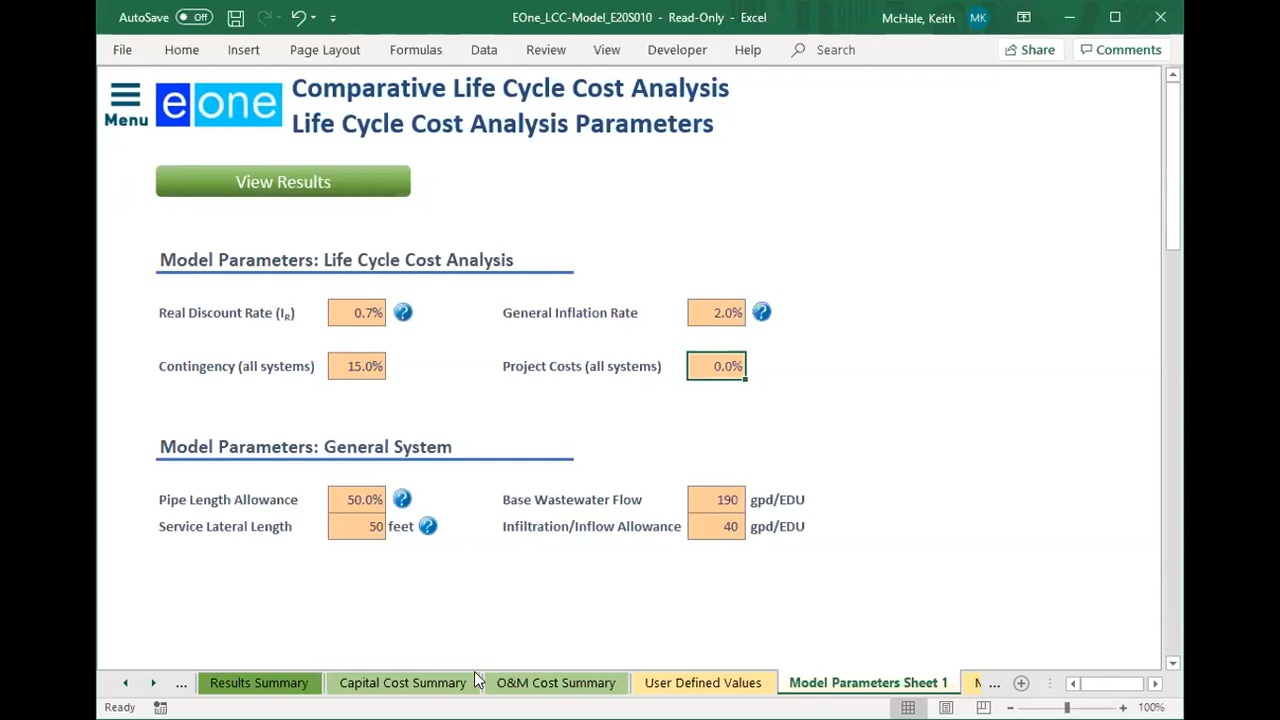 AutoSave Off EOne_LCC-Model_E20S010 - Read-Only - Excel McHale, Keith MK
File Home Insert Page Layout Formulas Data Review View Developer Help Search Share Comments
Menu
eone
Comparative Life Cycle Cost Analysis
Life Cycle Cost Analysis Parameters
View Results
Model Parameters: Life Cycle Cost Analysis
Real Discount Rate (IR) 0.7% ? General Inflation Rate 2.0% ?
Contingency (all systems) 15.0% Project Costs (all systems) 0.0%
Model Parameters: General System
Pipe Length Allowance 50.0% ? Base Wastewater Flow 190 gpd/EDU
Service Lateral Length 50 feet ? Infiltration/Inflow Allowance 40 gpd/EDU
... Results Summary Capital Cost Summary O&M Cost Summary User Defined Values Model Parameters Sheet 1 ...
Ready 100%